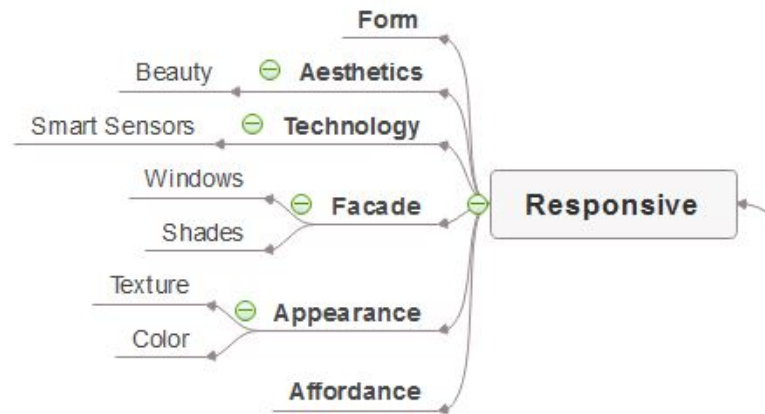 Form
Beauty
Aesthetics
Smart Sensors
Technology
Windows
Shades
Facade
Responsive
Texture
Color
Appearance
Affordance